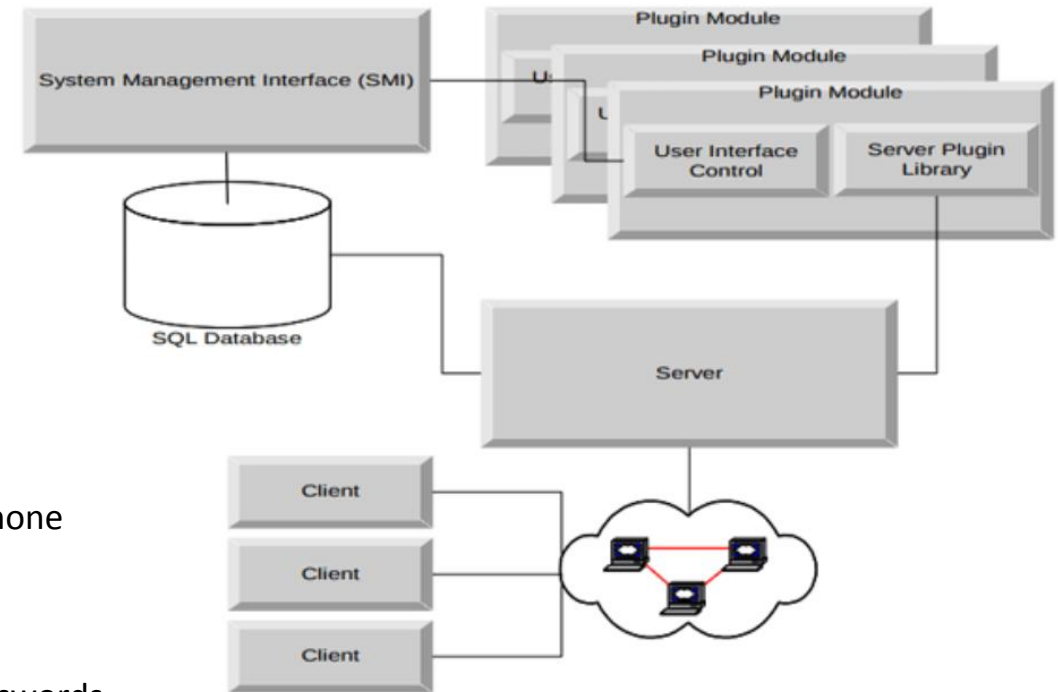 Plugin Module
Plugin Module
System Management Interface (SMI)
Plugin Module
User Interface
Control
Server Plugin
Library
SQL Database
Server
Client
Client
Client